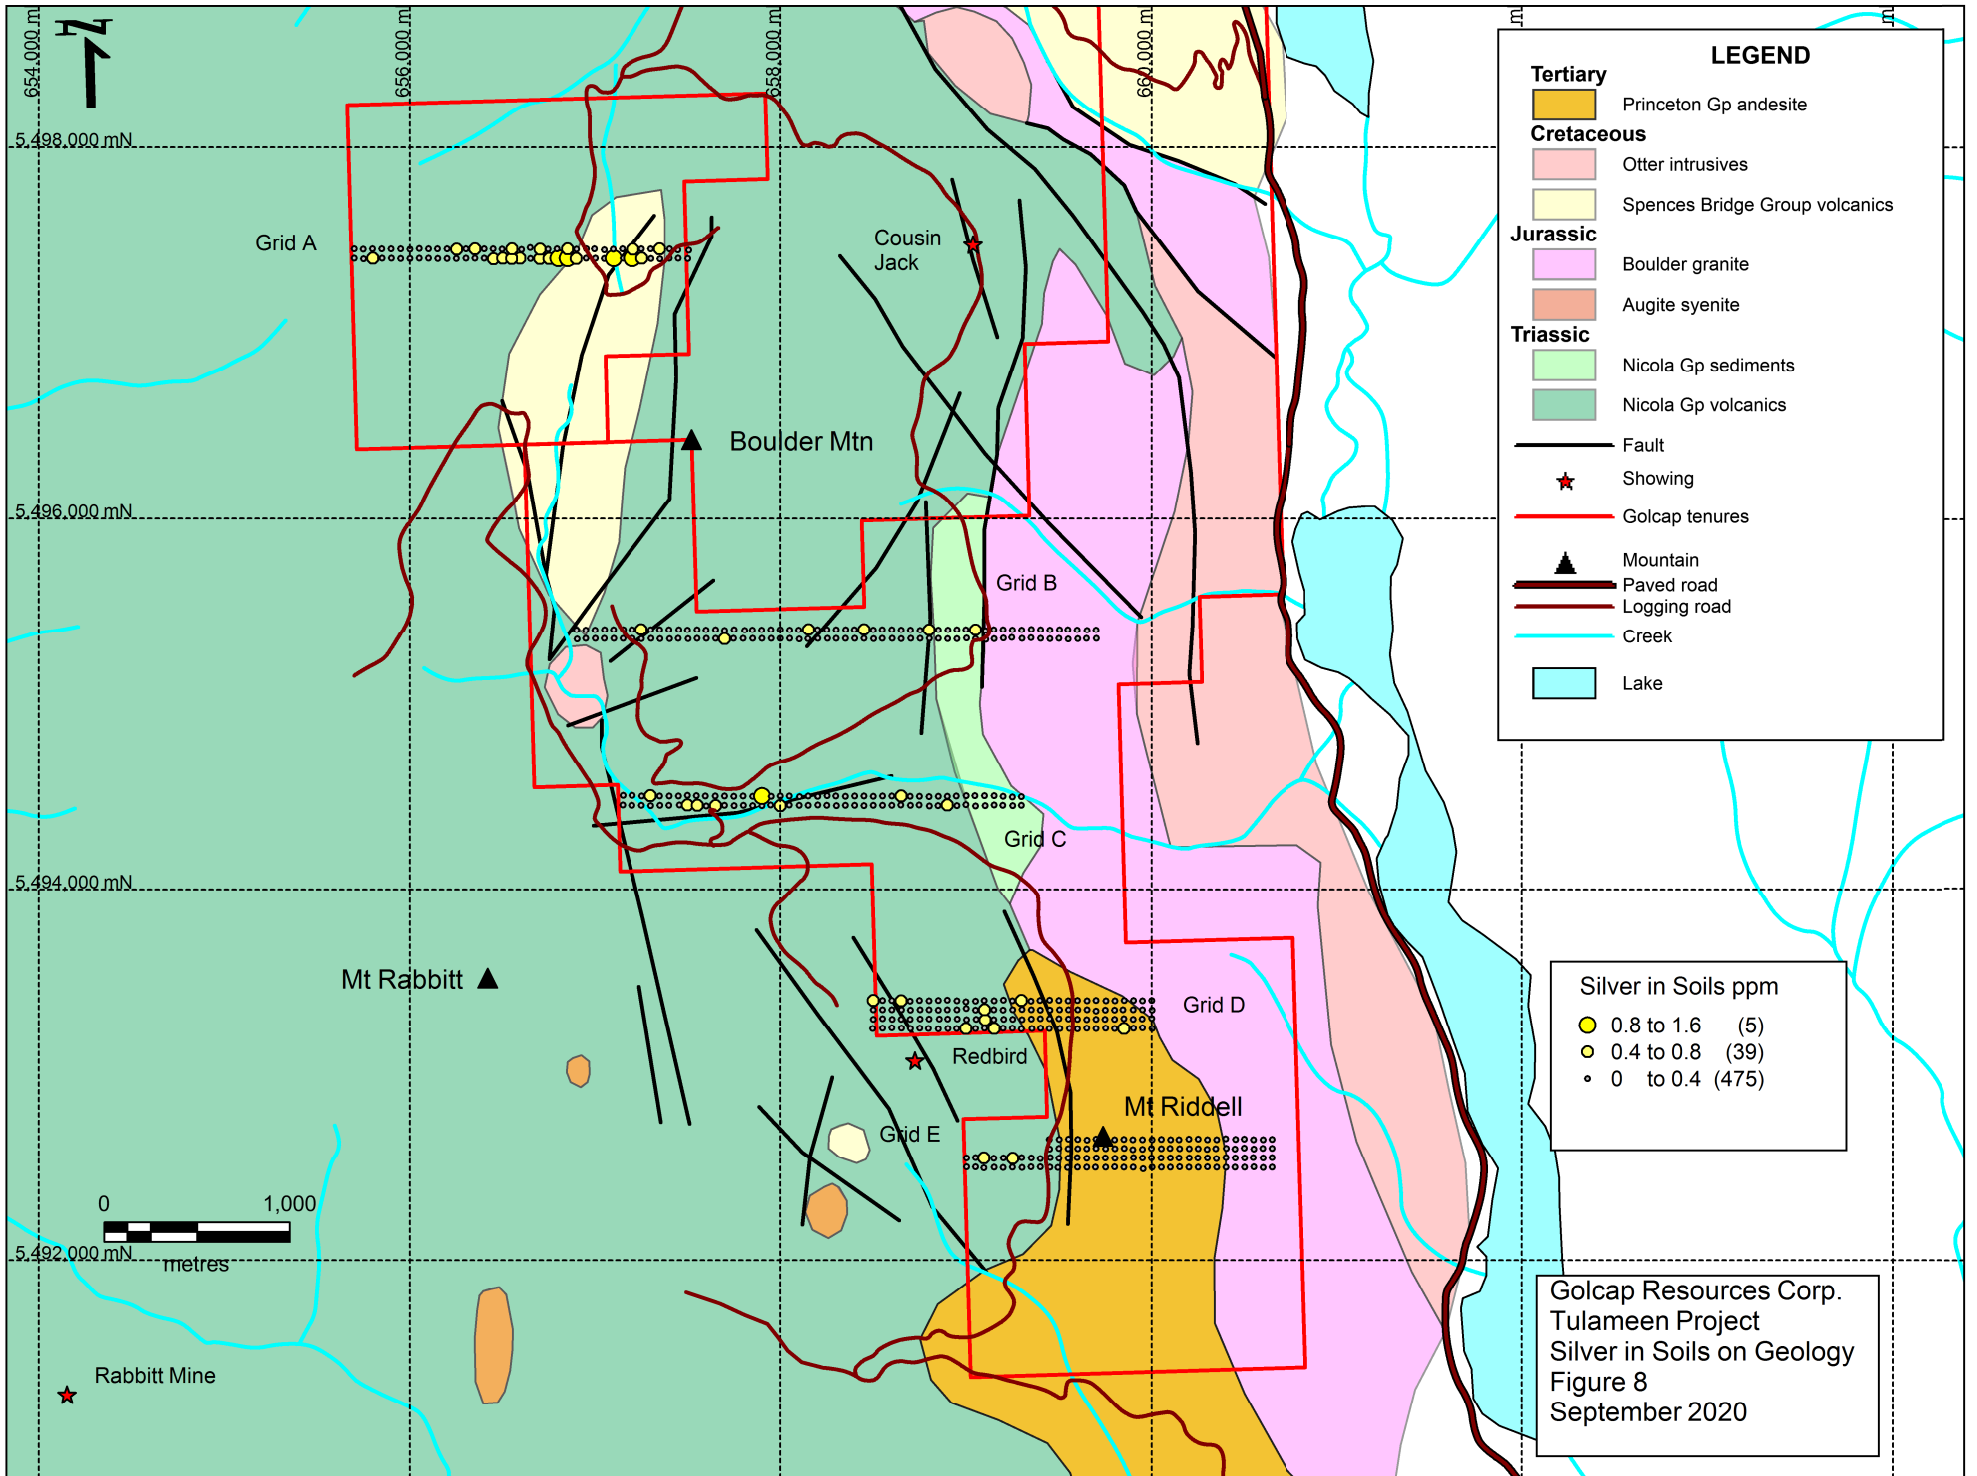 N
654,000 m
656,000 m
658,000 m
660,000 m
m
m
5,498,000 mN
5,496,000 mN
5,494,000 mN
5,492,000 mN
Grid A
Cousin
Jack
Boulder Mtn
Grid B
Grid C
Mt Rabbitt
Grid D
Redbird
Mt Riddell
Grid E
0 1,000
metres
Rabbitt Mine
LEGEND
Tertiary
Princeton Gp andesite
Cretaceous
Otter intrusives
Spences Bridge Group volcanics
Jurassic
Boulder granite
Augite syenite
Triassic
Nicola Gp sediments
Nicola Gp volcanics
Fault
Showing
Golcap tenures
Mountain
Paved road
Logging road
Creek
Lake
Silver in Soils ppm
0.8 to 1.6 (5)
0.4 to 0.8 (39)
0 to 0.4 (475)
Golcap Resources Corp.
Tulameen Project
Silver in Soils on Geology
Figure 8
September 2020